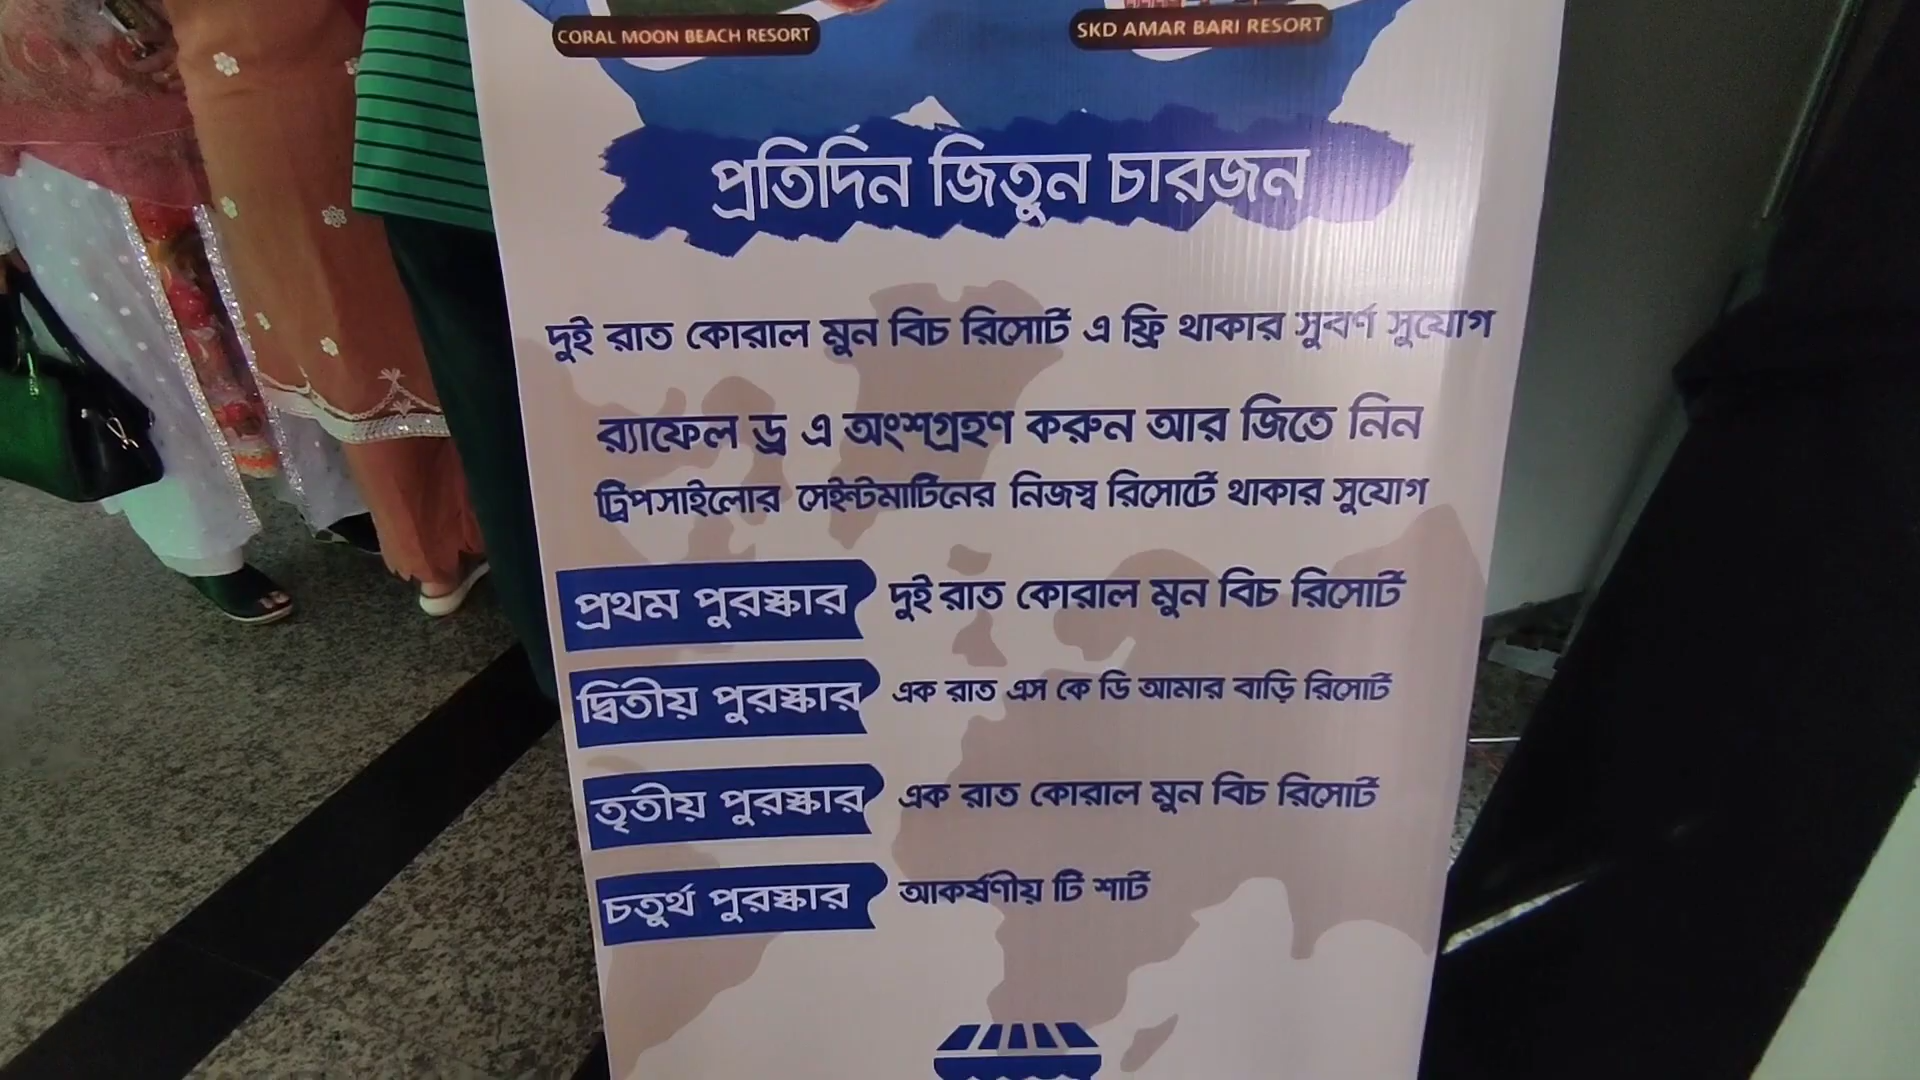 CORAL MOON BEACH RESORT
SKD AMAR BARI RESORT
প্রতিদিন জিতুন চারজন
দুই রাত কোরাল মুন বিচ রিসোর্ট এ ফ্রি থাকার সুবর্ণ সুযোগ
র‍্যাফেল ড্র এ অংশগ্রহণ করুন আর জিতে নিন
ট্রিপসাইলোর সেইন্টমার্টিনের নিজস্ব রিসোর্টে থাকার সুযোগ
প্রথম পুরস্কার দুই রাত কোরাল মুন বিচ রিসোর্ট
দ্বিতীয় পুরস্কার এক রাত এস কে ডি আমার বাড়ি রিসোর্ট
তৃতীয় পুরস্কার এক রাত কোরাল মুন বিচ রিসোর্ট
চতুর্থ পুরস্কার আকর্ষণীয় টি শার্ট